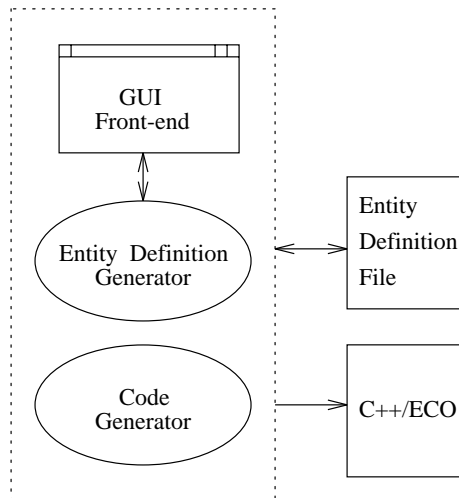 GUI
Front-end
Entity Definition
Generator
Entity
Definition
File
Code
Generator
C++/ECO